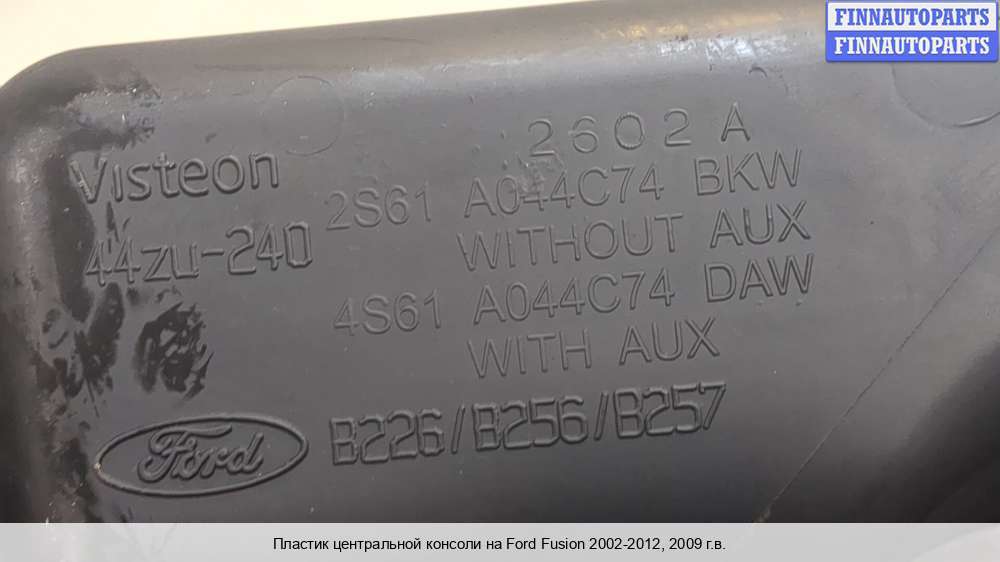 FINNAUTOPARTS
FINNAUTOPARTS
2602A
Visteon
2S61 A044C74 BKW
44zu-240
WITHOUT AUX
4S61 A044C74 DAW
WITH AUX
Ford
B226/B256/B257
Пластик центральной консоли на Ford Fusion 2002-2012, 2009 г.в.